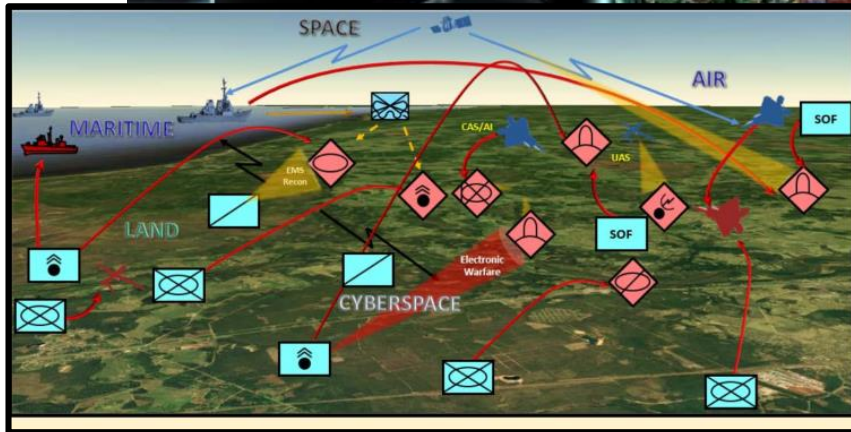 SPACE
AIR
MARITIME
CAS/AI
SOF
UAS
EMS
Recon
LAND
SOF
Electronic
Warfare
CYBERSPACE